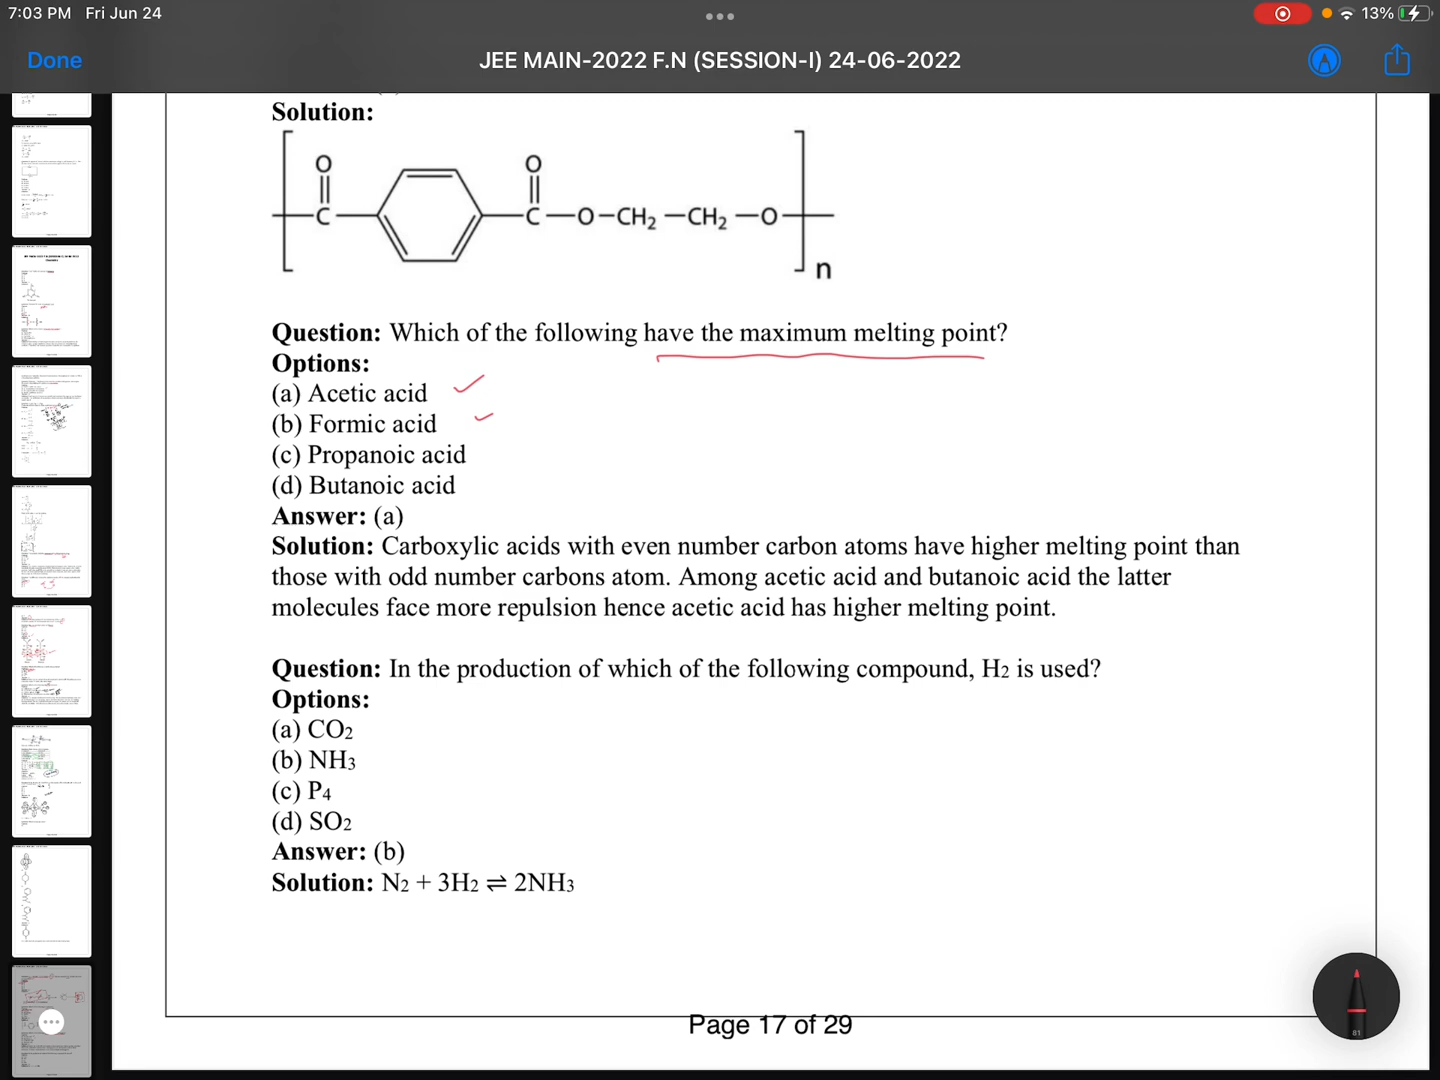 7:03 PM Fri Jun 24
13%
Done
JEE MAIN-2022 F.N (SESSION-I) 24-06-2022
Solution:
O O
C C—O—CH2—CH2—O
n
Question: Which of the following have the maximum melting point?
Options:
(a) Acetic acid
(b) Formic acid
(c) Propanoic acid
(d) Butanoic acid
Answer: (a)
Solution: Carboxylic acids with even number carbon atoms have higher melting point than
those with odd number carbons atom. Among acetic acid and butanoic acid the latter
molecules face more repulsion hence acetic acid has higher melting point.
Question: In the production of which of the following compound, H2 is used?
Options:
(a) CO2
(b) NH3
(c) P4
(d) SO2
Answer: (b)
Solution: N2 + 3H2 ⇌ 2NH3
81
Page 17 of 29